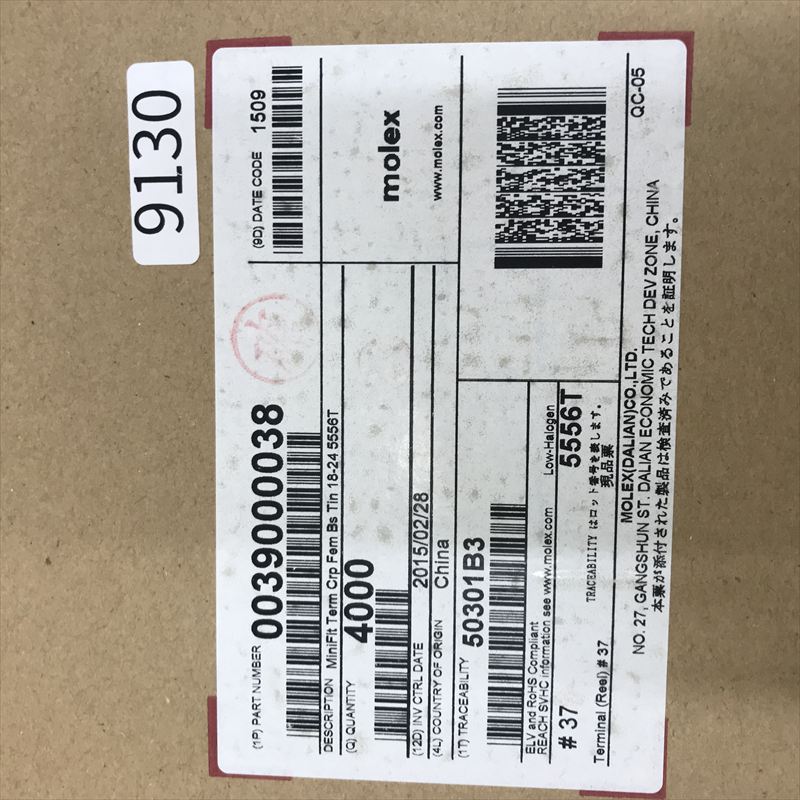 9130
(1P) PART NUMBER 0039000038
(9D) DATE CODE 1509
DESCRIPTION MiniFit Term Crp Fem Bs Tin 18-24 5556T
(Q) QUANTITY 4000
molex
www.molex.com
(12D) INV CTRL DATE 2015/02/28
(4L) COUNTRY OF ORIGIN China
(1T) TRACEABILITY 50301B3
ELV and RoHS Compliant
REACH SVHC information see www.molex.com Low-Halogen
# 37 5556T
TRACEABILITY はロット番号を表します。
Terminal (Reel) # 37 現品票
MOLEX(DALIAN)CO.,LTD. QC-05
NO. 27, GANGSHUN ST. DALIAN ECONOMIC TECH DEV ZONE, CHINA
本票が添付された製品は検査済みであることを証明します。